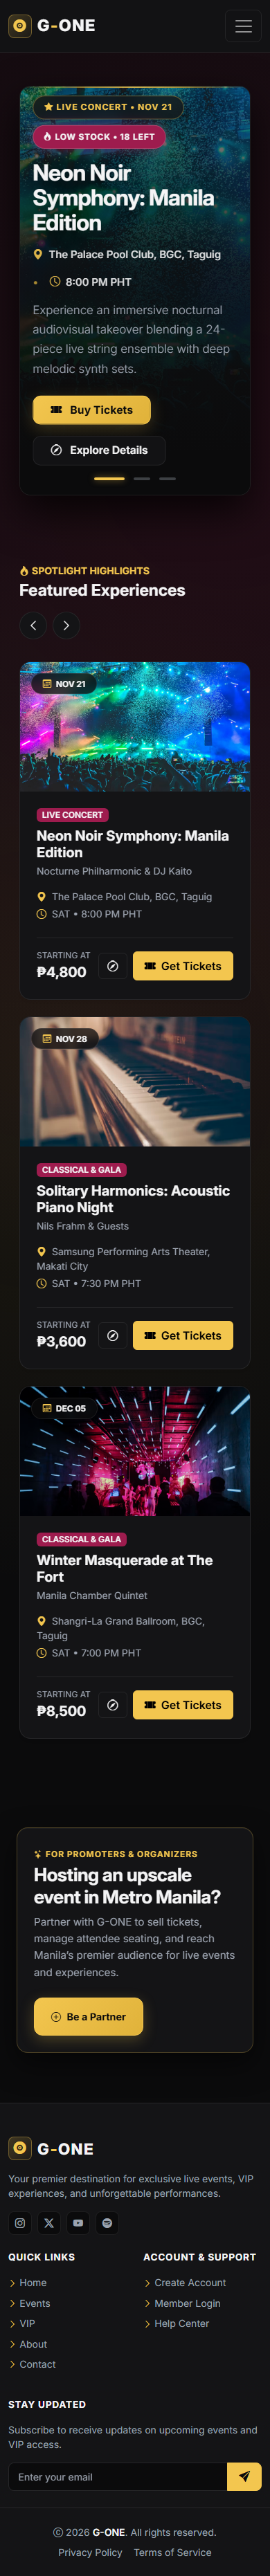 G-ONE
LIVE CONCERT • NOV 21
LOW STOCK • 18 LEFT
Neon Noir
Symphony: Manila
Edition
The Palace Pool Club, BGC, Taguig
• 8:00 PM PHT
Experience an immersive nocturnal
audiovisual takeover blending a 24-
piece live string ensemble with deep
melodic synth sets.
Buy Tickets
Explore Details
SPOTLIGHT HIGHLIGHTS
Featured Experiences
NOV 21
LIVE CONCERT
Neon Noir Symphony: Manila
Edition
Nocturne Philharmonic & DJ Kaito
The Palace Pool Club, BGC, Taguig
SAT • 8:00 PM PHT
STARTING AT
₱4,800
Get Tickets
NOV 28
CLASSICAL & GALA
Solitary Harmonics: Acoustic
Piano Night
Nils Frahm & Guests
Samsung Performing Arts Theater,
Makati City
SAT • 7:30 PM PHT
STARTING AT
₱3,600
Get Tickets
DEC 05
CLASSICAL & GALA
Winter Masquerade at The
Fort
Manila Chamber Quintet
Shangri-La Grand Ballroom, BGC,
Taguig
SAT • 7:00 PM PHT
STARTING AT
₱8,500
Get Tickets
FOR PROMOTERS & ORGANIZERS
Hosting an upscale
event in Metro Manila?
Partner with G-ONE to sell tickets,
manage attendee seating, and reach
Manila's premier audience for live events
and experiences.
Be a Partner
G-ONE
Your premier destination for exclusive live events, VIP
experiences, and unforgettable performances.
QUICK LINKS
Home
Events
VIP
About
Contact
ACCOUNT & SUPPORT
Create Account
Member Login
Help Center
STAY UPDATED
Subscribe to receive updates on upcoming events and
VIP access.
Enter your email
© 2026 G-ONE. All rights reserved.
Privacy Policy Terms of Service